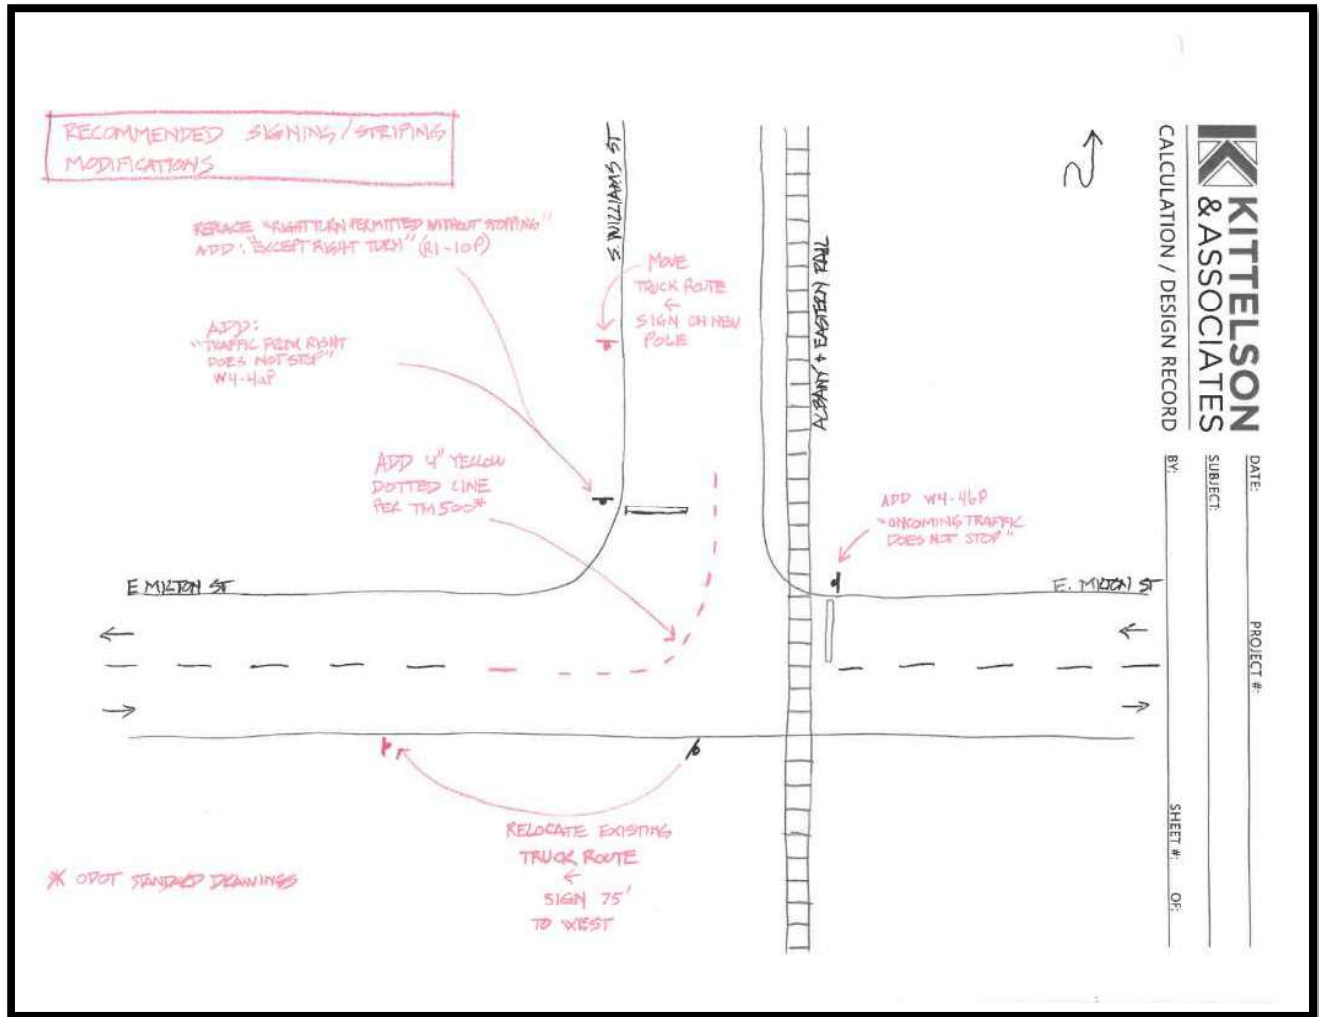 RECOMMENDED SIGNING/STRIPING
MODIFICATIONS
REPLACE "RIGHT TURN PERMITTED WITHOUT STOPPING"
ADD: "EXCEPT RIGHT TURN" (R1-10P)
ADD:
"TRAFFIC FROM RIGHT
DOES NOT STOP"
W4-4aP
S. WILLIAMS ST
MOVE
TRUCK ROUTE
←
SIGN ON NEW
POLE
ADD 4" YELLOW
DOTTED LINE
PER TM500*
ALBANY & EASTERN RAIL
N
ADD W4-4bP
"ONCOMING TRAFFIC
DOES NOT STOP"
E MILTON ST
E. MILTON ST
RELOCATE EXISTING
TRUCK ROUTE
←
SIGN 75'
TO WEST
* ODOT STANDARD DRAWINGS
KITTELSON
& ASSOCIATES
CALCULATION / DESIGN RECORD
DATE:
PROJECT #:
SUBJECT:
BY:
SHEET #:
OF: